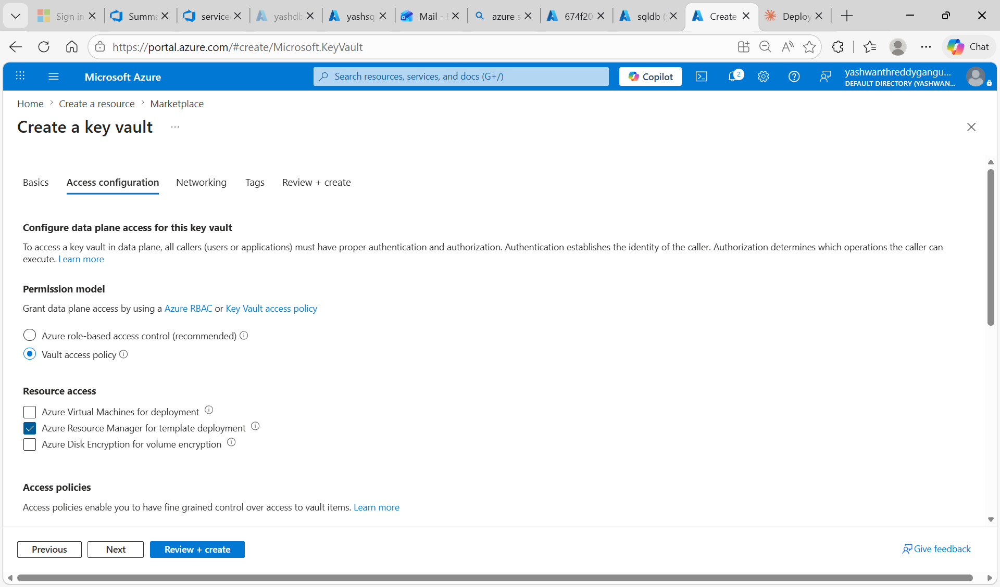 Sign in
Summa
service
yashdb
yashsq
Mail -
azure s
674f20
sqldb (
Create
Deploy
https://portal.azure.com/#create/Microsoft.KeyVault
Chat
Microsoft Azure
Search resources, services, and docs (G+/)
Copilot
2
yashwanthreddygangu...
DEFAULT DIRECTORY (YASHWAN...
Home > Create a resource > Marketplace
Create a key vault ...
Basics
Access configuration
Networking
Tags
Review + create
Configure data plane access for this key vault
To access a key vault in data plane, all callers (users or applications) must have proper authentication and authorization. Authentication establishes the identity of the caller. Authorization determines which operations the caller can
execute. Learn more
Permission model
Grant data plane access by using a Azure RBAC or Key Vault access policy
Azure role-based access control (recommended)
Vault access policy
Resource access
Azure Virtual Machines for deployment
Azure Resource Manager for template deployment
Azure Disk Encryption for volume encryption
Access policies
Access policies enable you to have fine grained control over access to vault items. Learn more
Previous
Next
Review + create
Give feedback